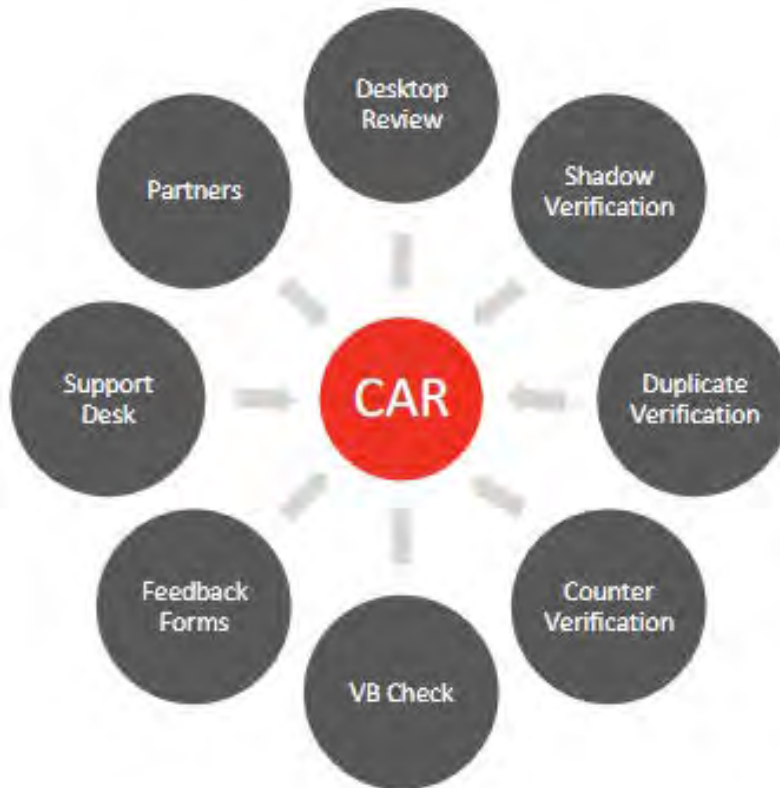 Desktop
Review
Shadow
Verification
Duplicate
Verification
Counter
Verification
VB Check
Feedback
Forms
Support
Desk
Partners
CAR